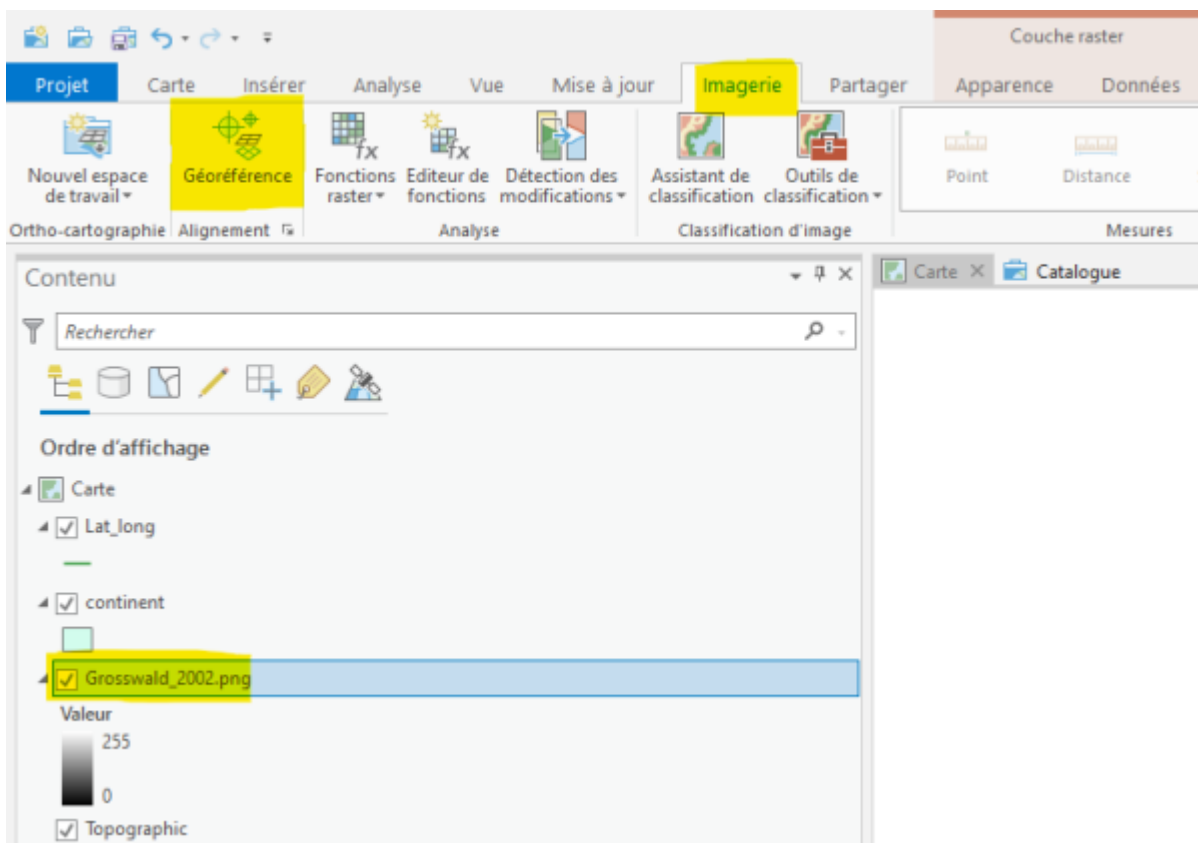 Couche raster
Projet Carte Insérer Analyse Vue Mise à jour Imagerie Partager Apparence Données
Nouvel espace de travail
Géoréférence
Fonctions raster
Editeur de fonctions
Détection des modifications
Assistant de classification
Outils de classification
Point
Distance
Ortho-cartographie Alignement Analyse Classification d'image Mesures
Contenu
Carte Catalogue
Rechercher
Ordre d'affichage
Carte
Lat_long
continent
Grosswald_2002.png
Valeur
255
0
Topographic